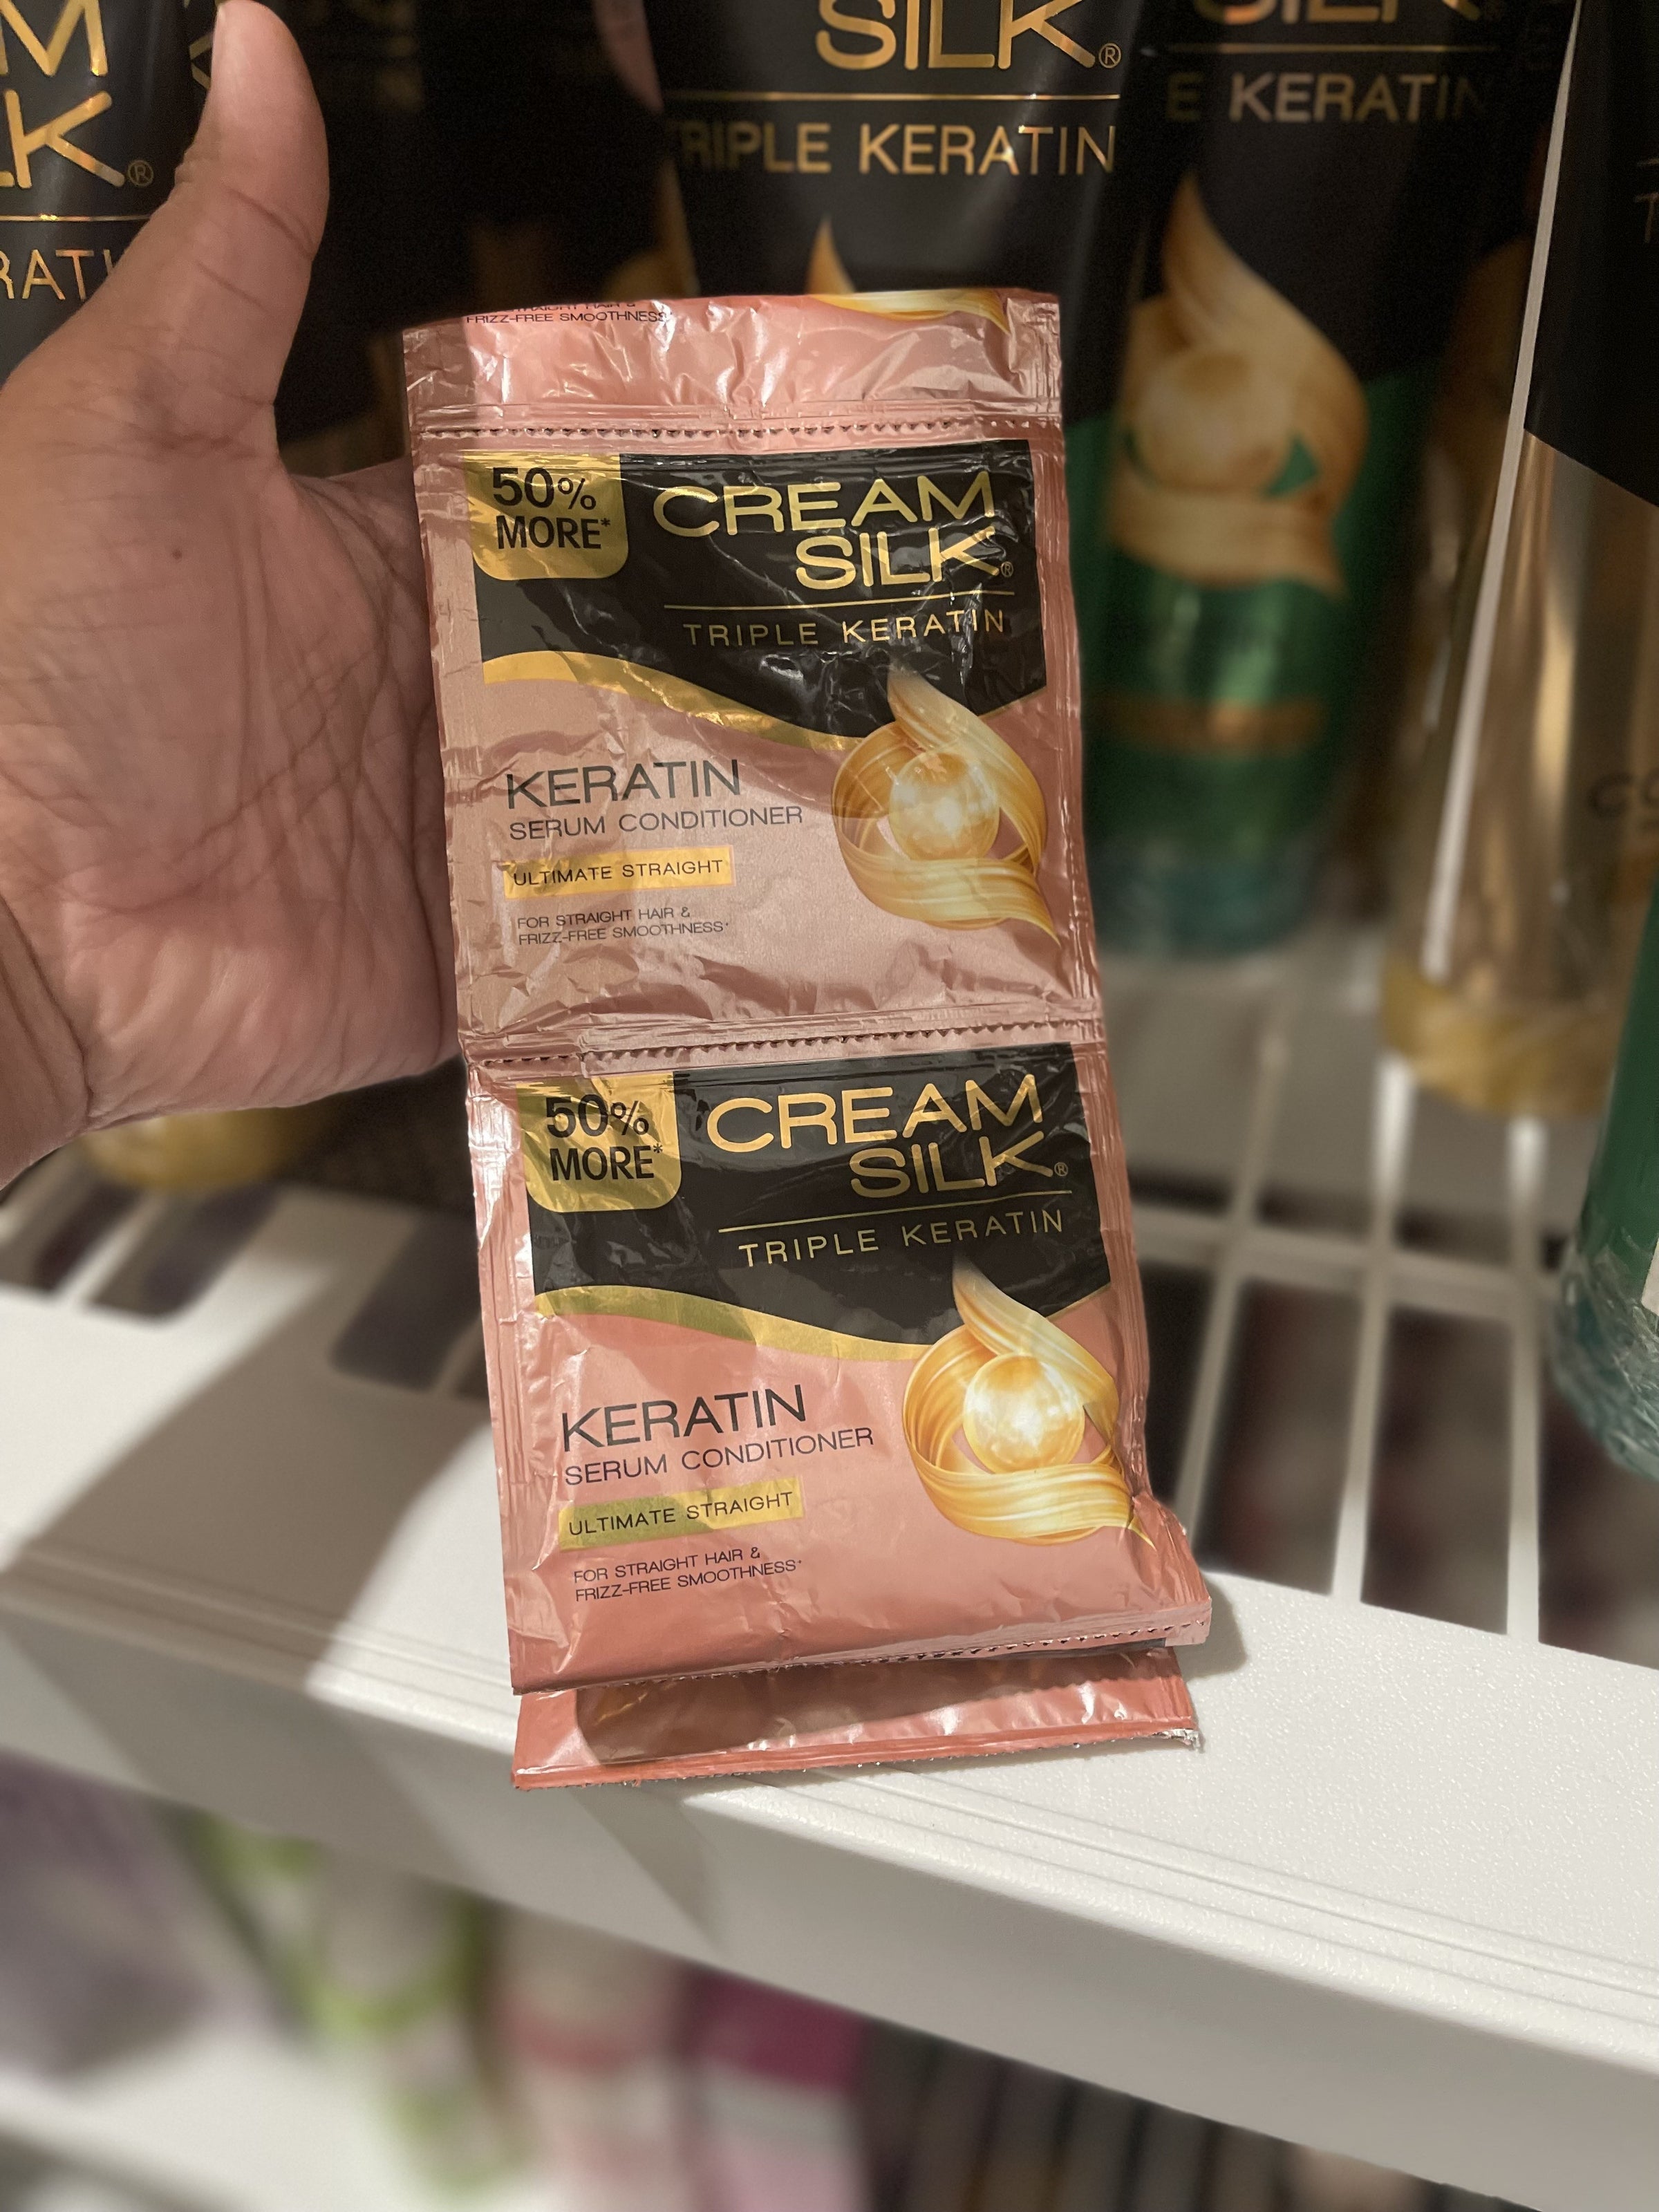 SILK®
TRIPLE KERATIN
KERATIN
FRIZZ-FREE SMOOTHNESS
50%
MORE*
CREAM
SILK®
TRIPLE KERATIN
KERATIN
SERUM CONDITIONER
ULTIMATE STRAIGHT
FOR STRAIGHT HAIR &
FRIZZ-FREE SMOOTHNESS*
50%
MORE*
CREAM
SILK®
TRIPLE KERATIN
KERATIN
SERUM CONDITIONER
ULTIMATE STRAIGHT
FOR STRAIGHT HAIR &
FRIZZ-FREE SMOOTHNESS*